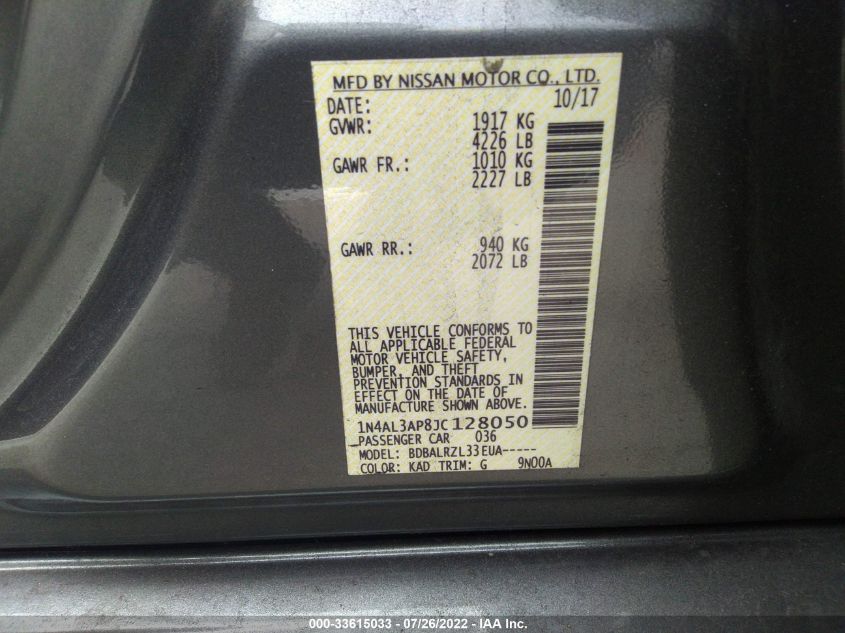 MFD BY NISSAN MOTOR CO., LTD.
DATE: 10/17
GVWR: 1917 KG
4226 LB
GAWR FR.: 1010 KG
2227 LB
GAWR RR.: 940 KG
2072 LB
THIS VEHICLE CONFORMS TO
ALL APPLICABLE FEDERAL
MOTOR VEHICLE SAFETY,
BUMPER, AND THEFT
PREVENTION STANDARDS IN
EFFECT ON THE DATE OF
MANUFACTURE SHOWN ABOVE.
1N4AL3AP8JC128050
PASSENGER CAR 036
MODEL: BDBALRZL33EUA-----
COLOR: KAD TRIM: G 9N00A
000-33615033 - 07/26/2022 - IAA Inc.